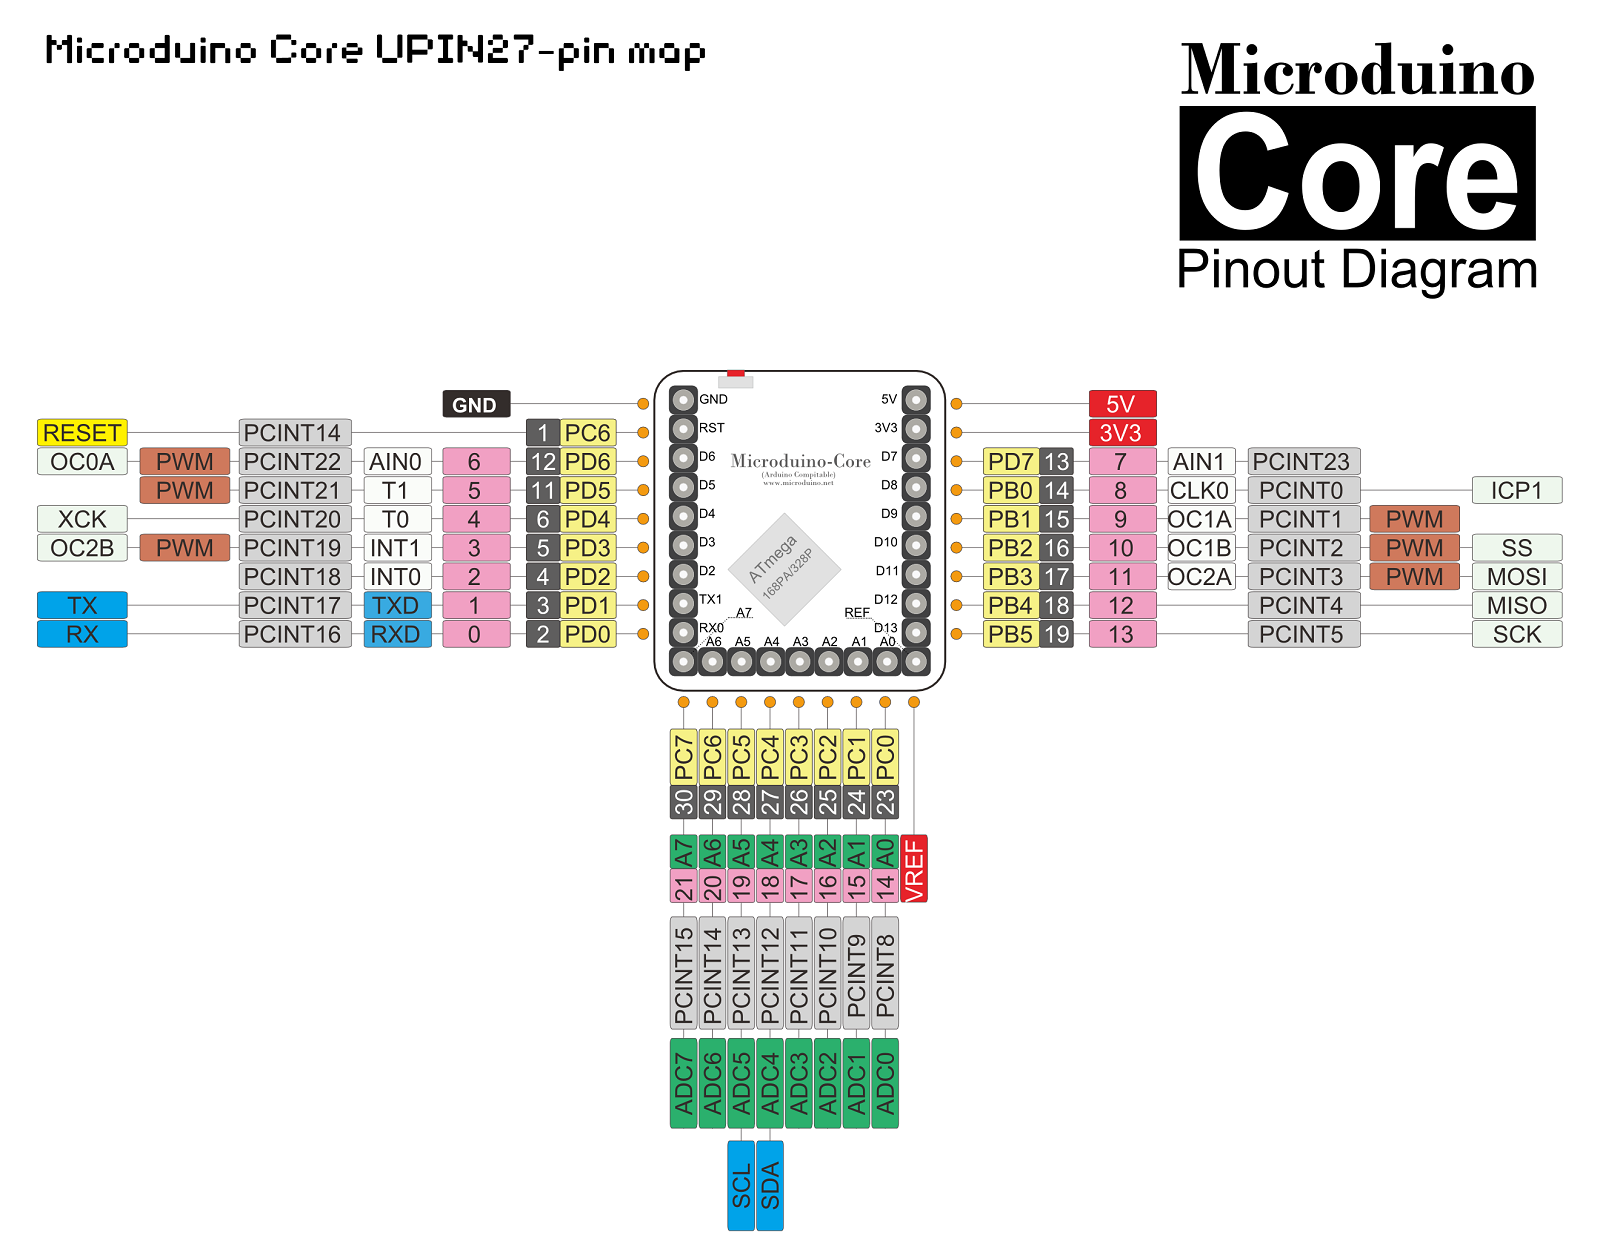 Microduino Core UPIN27-pin map
Microduino
Core
Pinout Diagram
GND
RESET PCINT14 1 PC6
OC0A PWM PCINT22 AIN0 6 12 PD6
PWM PCINT21 T1 5 11 PD5
XCK PCINT20 T0 4 6 PD4
OC2B PWM PCINT19 INT1 3 5 PD3
PCINT18 INT0 2 4 PD2
TX PCINT17 TXD 1 3 PD1
RX PCINT16 RXD 0 2 PD0
GND 5V
RST 3V3
D6 D7
D5 D8
D4 D9
D3 D10
D2 D11
TX1 D12
RX0 D13
Microduino-Core
(Arduino Compitable)
www.microduino.net
ATmega
168PA/328P
A7 REF
A6 A5 A4 A3 A2 A1 A0
5V
3V3
PD7 13 7 AIN1 PCINT23
PB0 14 8 CLK0 PCINT0 ICP1
PB1 15 9 OC1A PCINT1 PWM
PB2 16 10 OC1B PCINT2 PWM SS
PB3 17 11 OC2A PCINT3 PWM MOSI
PB4 18 12 PCINT4 MISO
PB5 19 13 PCINT5 SCK
PC7 PC6 PC5 PC4 PC3 PC2 PC1 PC0
30 29 28 27 26 25 24 23
A7 A6 A5 A4 A3 A2 A1 A0 VREF
21 20 19 18 17 16 15 14
PCINT15 PCINT14 PCINT13 PCINT12 PCINT11 PCINT10 PCINT9 PCINT8
ADC7 ADC6 ADC5 ADC4 ADC3 ADC2 ADC1 ADC0
SCL SDA